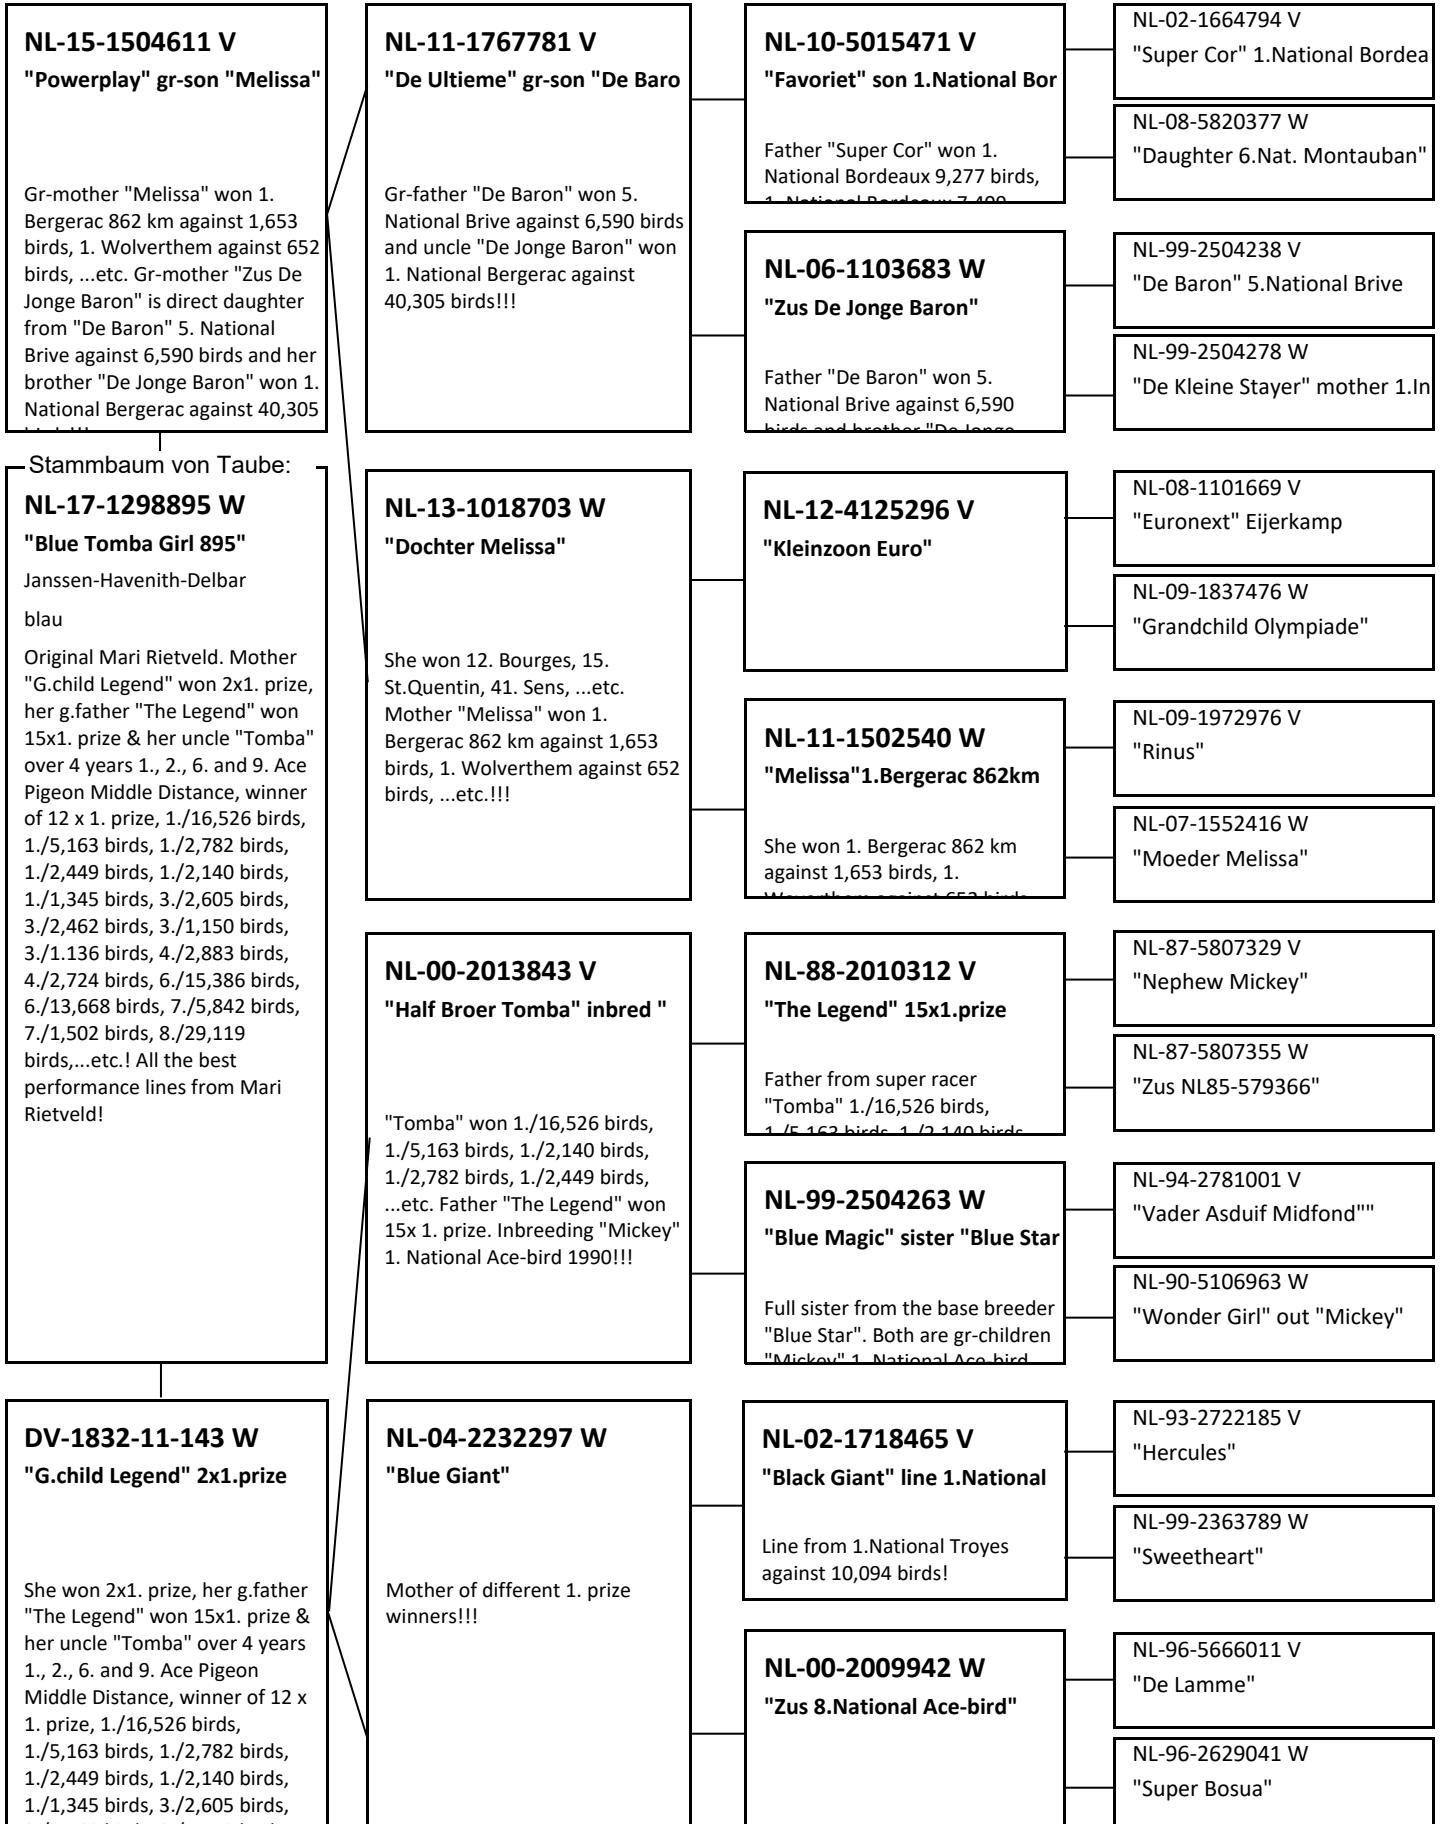 NL-15-1504611 V
"Powerplay" gr-son "Melissa"
Gr-mother "Melissa" won 1.
Bergerac 862 km against 1,653
birds, 1. Wolverthem against 652
birds, ...etc. Gr-mother "Zus De
Jonge Baron" is direct daughter
from "De Baron" 5. National
Brive against 6,590 birds and her
brother "De Jonge Baron" won 1.
National Bergerac against 40,305
Stammbaum von Taube:
NL-17-1298895 W
"Blue Tomba Girl 895"
Janssen-Havenith-Delbar
blau
Original Mari Rietveld. Mother
"G.child Legend" won 2x1. prize,
her g.father "The Legend" won
15x1. prize & her uncle "Tomba"
over 4 years 1., 2., 6. and 9. Ace
Pigeon Middle Distance, winner
of 12 x 1. prize, 1./16,526 birds,
1./5,163 birds, 1./2,782 birds,
1./2,449 birds, 1./2,140 birds,
1./1,345 birds, 3./2,605 birds,
3./2,462 birds, 3./1,150 birds,
3./1.136 birds, 4./2,883 birds,
4./2,724 birds, 6./15,386 birds,
6./13,668 birds, 7./5,842 birds,
7./1,502 birds, 8./29,119
birds,...etc.! All the best
performance lines from Mari
Rietveld!
DV-1832-11-143 W
"G.child Legend" 2x1.prize
She won 2x1. prize, her g.father
"The Legend" won 15x1. prize &
her uncle "Tomba" over 4 years
1., 2., 6. and 9. Ace Pigeon
Middle Distance, winner of 12 x
1. prize, 1./16,526 birds,
1./5,163 birds, 1./2,782 birds,
1./2,449 birds, 1./2,140 birds,
1./1,345 birds, 3./2,605 birds,
NL-11-1767781 V
"De Ultieme" gr-son "De Baro
Gr-father "De Baron" won 5.
National Brive against 6,590 birds
and uncle "De Jonge Baron" won
1. National Bergerac against
40,305 birds!!!
NL-13-1018703 W
"Dochter Melissa"
She won 12. Bourges, 15.
St.Quentin, 41. Sens, ...etc.
Mother "Melissa" won 1.
Bergerac 862 km against 1,653
birds, 1. Wolverthem against 652
birds, ...etc.!!!
NL-00-2013843 V
"Half Broer Tomba" inbred "
"Tomba" won 1./16,526 birds,
1./5,163 birds, 1./2,140 birds,
1./2,782 birds, 1./2,449 birds,
...etc. Father "The Legend" won
15x 1. prize. Inbreeding "Mickey"
1. National Ace-bird 1990!!!
NL-04-2232297 W
"Blue Giant"
Mother of different 1. prize
winners!!!
NL-10-5015471 V
"Favoriet" son 1.National Bor
Father "Super Cor" won 1.
National Bordeaux 9,277 birds,
1. National Bordeaux 7,400
NL-06-1103683 W
"Zus De Jonge Baron"
Father "De Baron" won 5.
National Brive against 6,590
birds and brother "De Jonge
NL-12-4125296 V
"Kleinzoon Euro"
NL-11-1502540 W
"Melissa"1.Bergerac 862km
She won 1. Bergerac 862 km
against 1,653 birds, 1.
against 652 birds
NL-88-2010312 V
"The Legend" 15x1.prize
Father from super racer
"Tomba" 1./16,526 birds,
1./5,163 birds, 1./2,140 birds
NL-99-2504263 W
"Blue Magic" sister "Blue Star
Full sister from the base breeder
"Blue Star". Both are gr-children
"Mickey" 1. National Ace-bird
NL-02-1718465 V
"Black Giant" line 1.National
Line from 1.National Troyes
against 10,094 birds!
NL-00-2009942 W
"Zus 8.National Ace-bird"
NL-02-1664794 V
"Super Cor" 1.National Bordea
NL-08-5820377 W
"Daughter 6.Nat. Montauban"
NL-99-2504238 V
"De Baron" 5.National Brive
NL-99-2504278 W
"De Kleine Stayer" mother 1.In
NL-08-1101669 V
"Euronext" Eijerkamp
NL-09-1837476 W
"Grandchild Olympiade"
NL-09-1972976 V
"Rinus"
NL-07-1552416 W
"Moeder Melissa"
NL-87-5807329 V
"Nephew Mickey"
NL-87-5807355 W
"Zus NL85-579366"
NL-94-2781001 V
"Vader Asduif Midfond""
NL-90-5106963 W
"Wonder Girl" out "Mickey"
NL-93-2722185 V
"Hercules"
NL-99-2363789 W
"Sweetheart"
NL-96-5666011 V
"De Lamme"
NL-96-2629041 W
"Super Bosua"